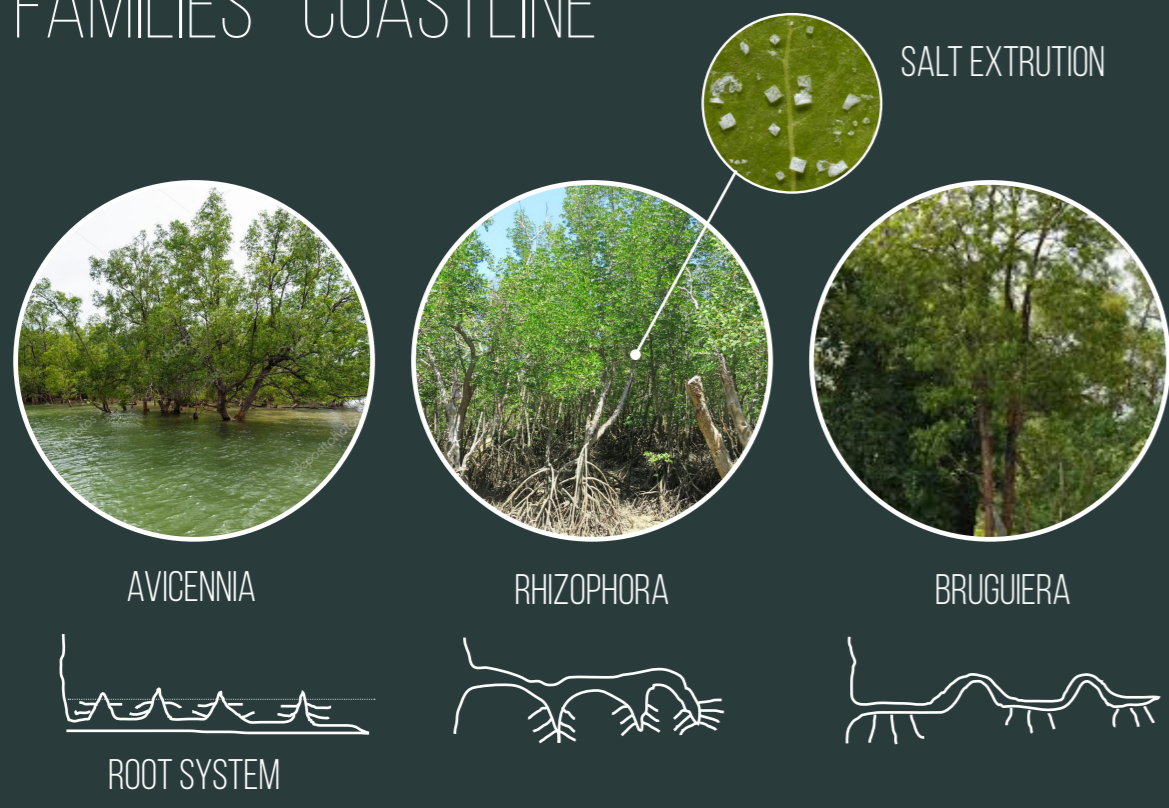 FAMILIES COASTLINE
SALT EXTRUTION
AVICENNIA
RHIZOPHORA
BRUGUIERA
ROOT SYSTEM